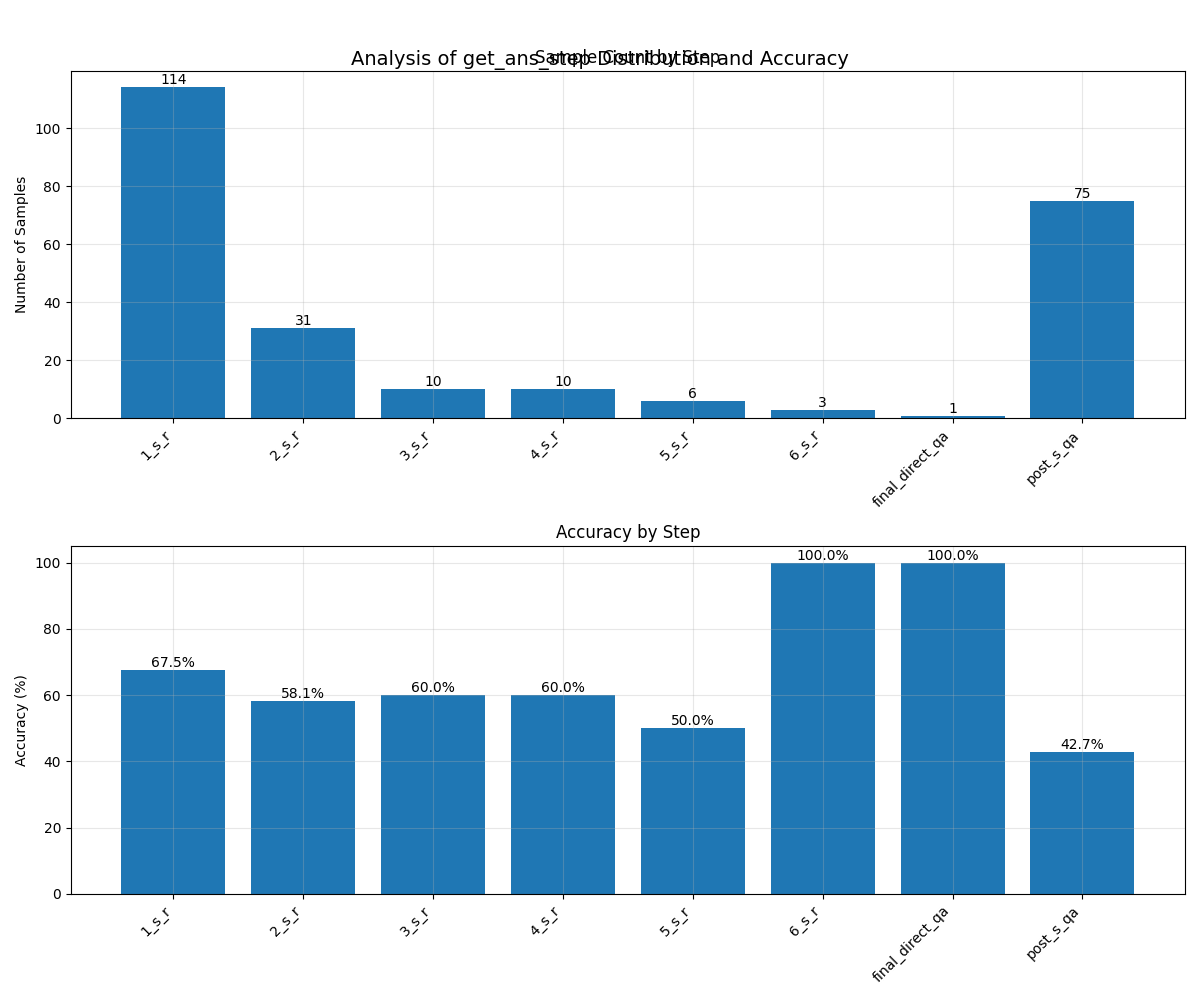 Analysis of get_ans_step Distribution and Accuracy
Sample Count by Step
114
31
10
10
6
3
1
75
Number of Samples
100
80
60
40
20
0
1_s_r
2_s_r
3_s_r
4_s_r
5_s_r
6_s_r
final_direct_qa
post_s_qa
Accuracy by Step
67.5%
58.1%
60.0%
60.0%
50.0%
100.0%
100.0%
42.7%
Accuracy (%)
100
80
60
40
20
0
1_s_r
2_s_r
3_s_r
4_s_r
5_s_r
6_s_r
final_direct_qa
post_s_qa